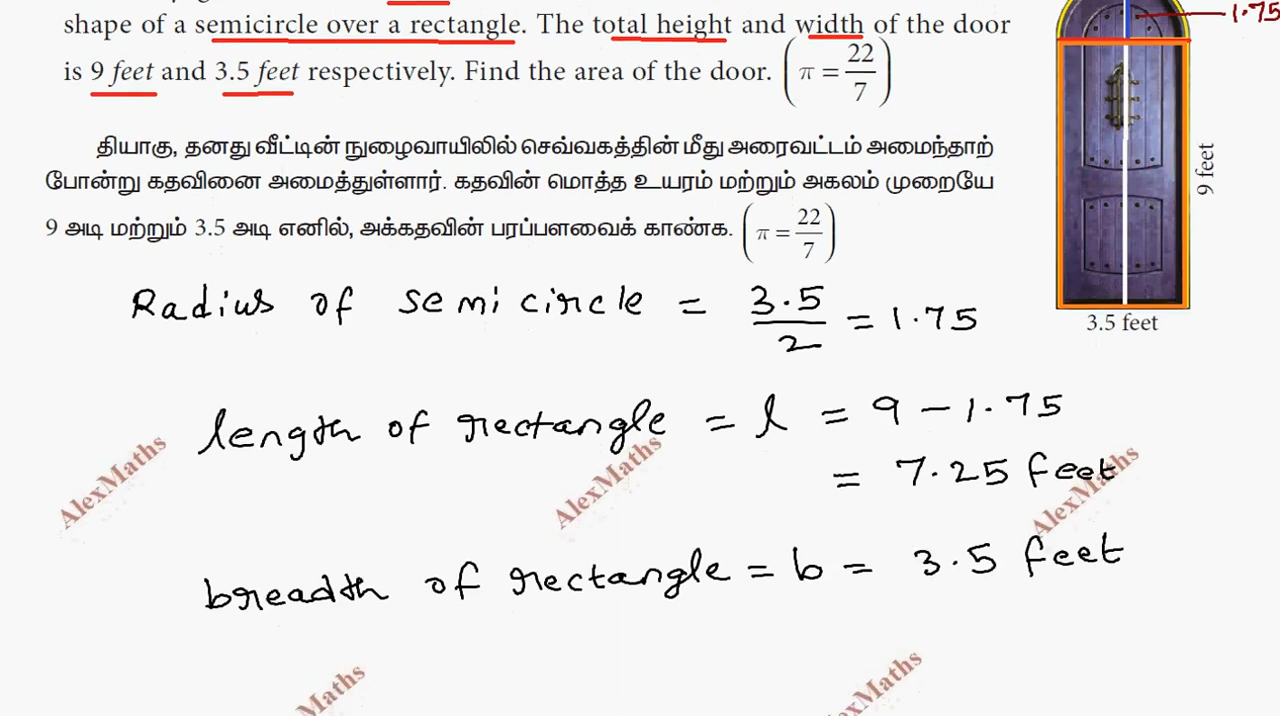 shape of a semicircle over a rectangle. The total height and width of the door
1.75
is 9 feet and 3.5 feet respectively. Find the area of the door. (π = 22/7)
தியாகு, தனது வீட்டின் நுழைவாயிலில் செவ்வகத்தின் மீது அரைவட்டம் அமைந்தாற்
போன்று கதவினை அமைத்துள்ளார். கதவின் மொத்த உயரம் மற்றும் அகலம் முறையே
9 அடி மற்றும் 3.5 அடி எனில், அக்கதவின் பரப்பளவைக் காண்க. (π = 22/7)
9 feet
3.5 feet
Radius of semicircle = 3.5/2 = 1.75
length of rectangle = l = 9 - 1.75
= 7.25 feet
AlexMaths
AlexMaths
AlexMaths
breadth of rectangle = b = 3.5 feet
AlexMaths
AlexMaths